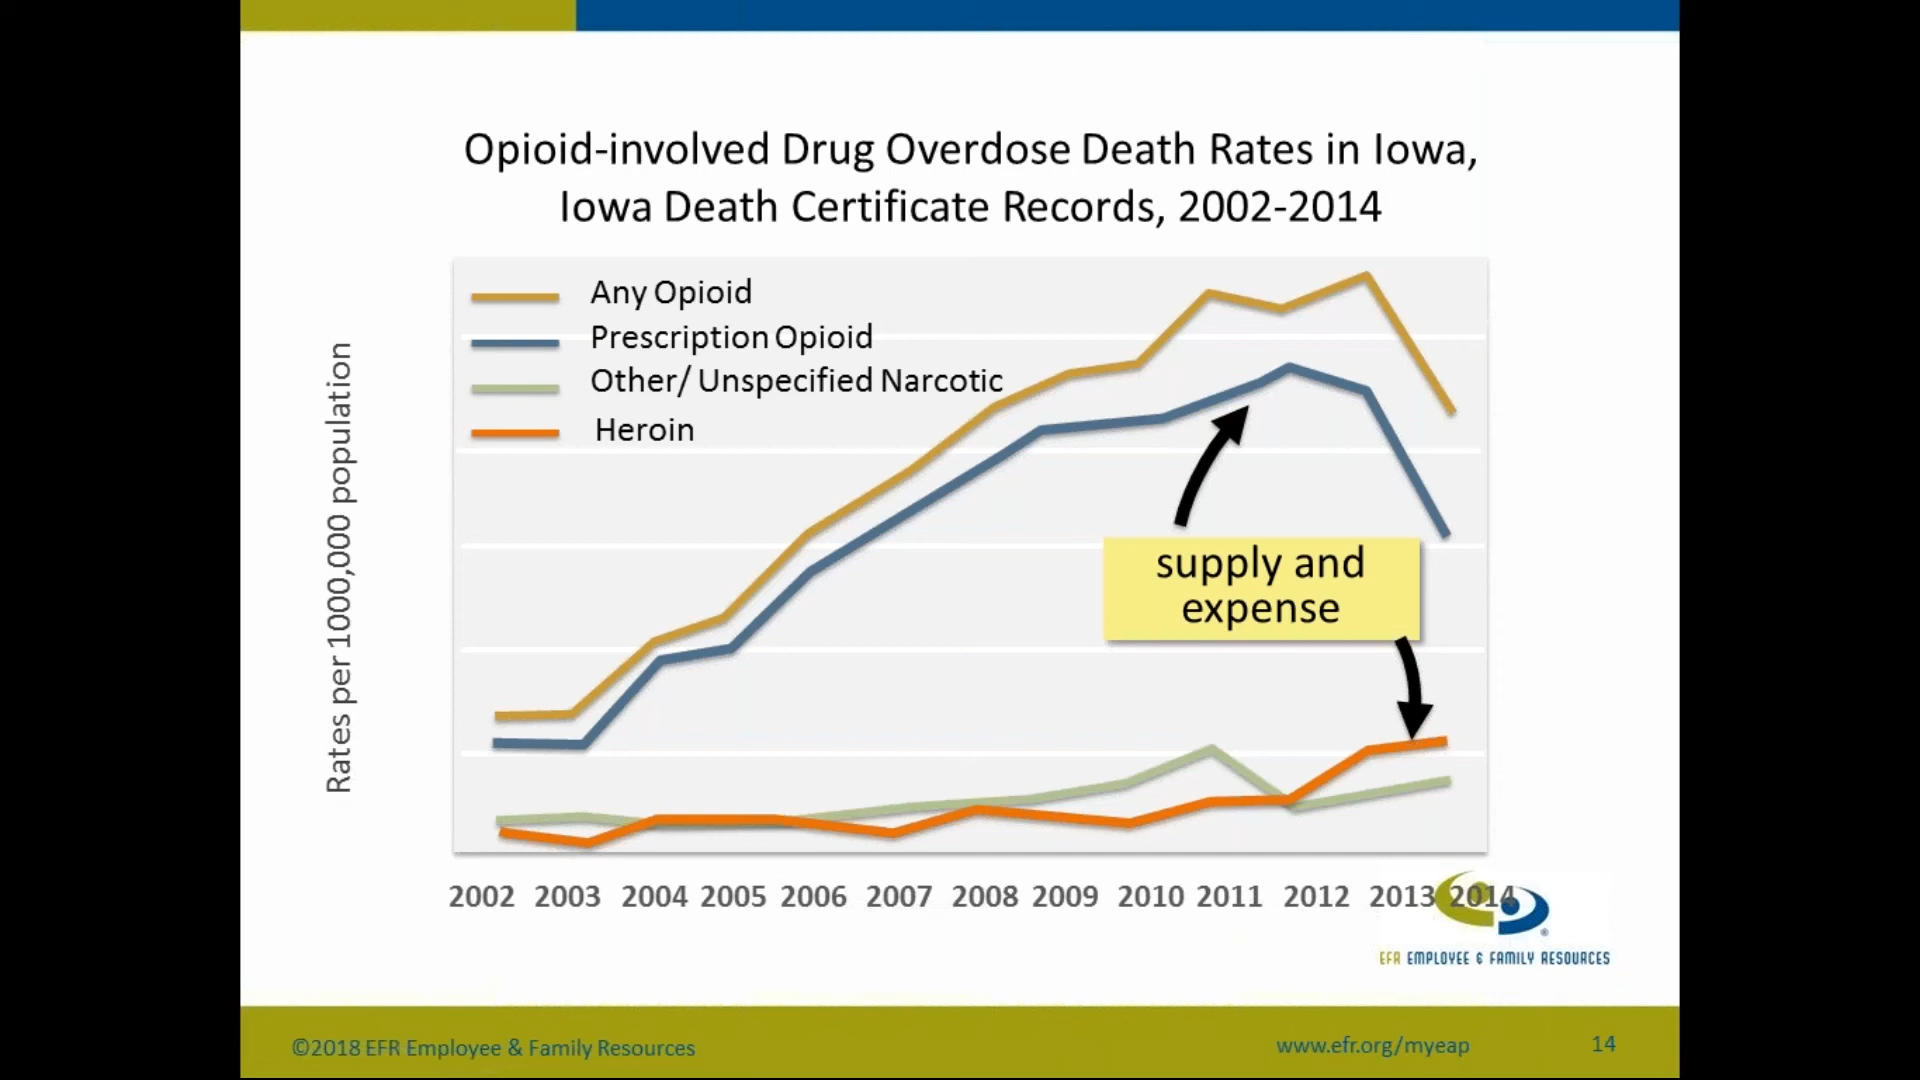 Opioid-involved Drug Overdose Death Rates in Iowa,
Iowa Death Certificate Records, 2002-2014
Any Opioid
Prescription Opioid
Other/ Unspecified Narcotic
Heroin
Rates per 1000,000 population
supply and
expense
2002 2003 2004 2005 2006 2007 2008 2009 2010 2011 2012 2013 2014
EFR EMPLOYEE & FAMILY RESOURCES
©2018 EFR Employee & Family Resources
www.efr.org/myeap
14